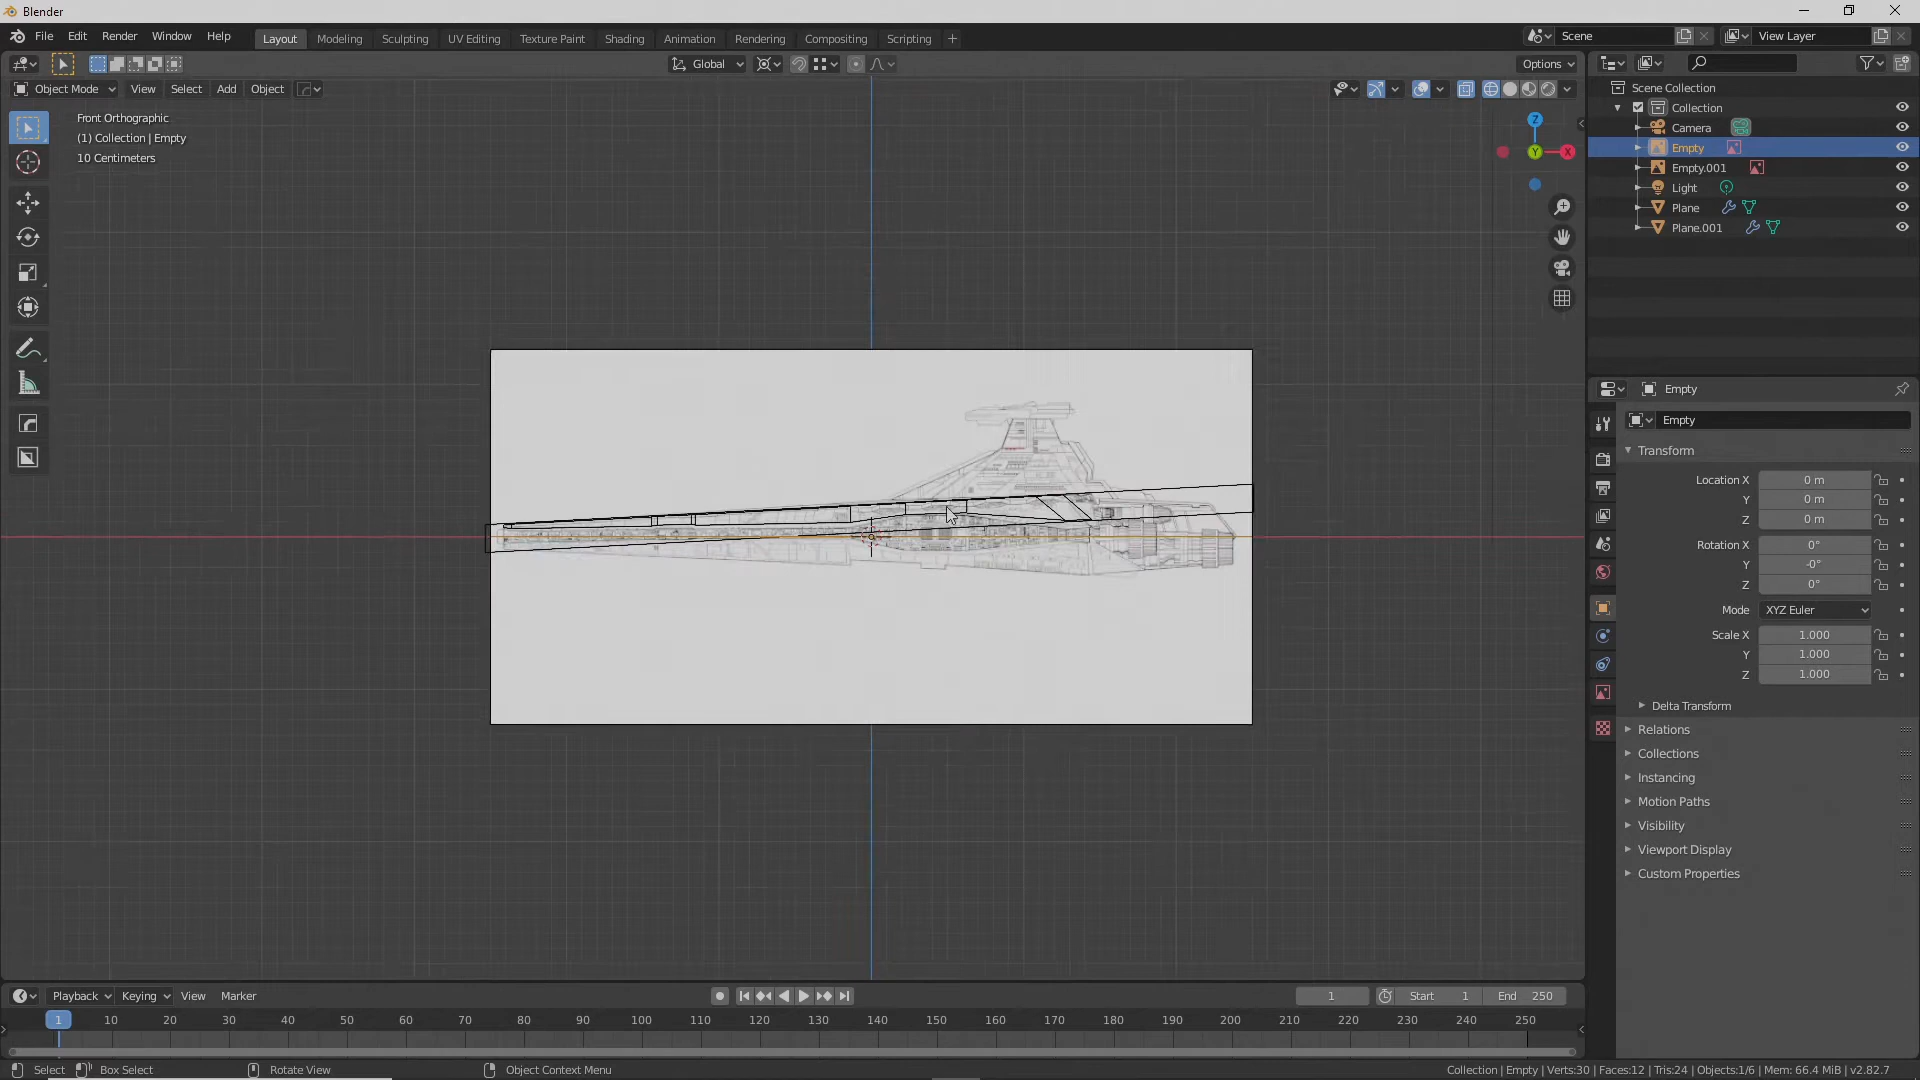 Blender
File Edit Render Window Help Layout Modeling Sculpting UV Editing Texture Paint Shading Animation Rendering Compositing Scripting + Scene View Layer
Global Options
Object Mode View Select Add Object
Front Orthographic
(1) Collection | Empty
10 Centimeters
Z
Y
X
Scene Collection
Collection
Camera
Empty
Empty.001
Light
Plane
Plane.001
Empty
Empty
Transform
Location X 0 m
Y 0 m
Z 0 m
Rotation X 0°
Y -0°
Z 0°
Mode XYZ Euler
Scale X 1.000
Y 1.000
Z 1.000
Delta Transform
Relations
Collections
Instancing
Motion Paths
Visibility
Viewport Display
Custom Properties
Playback Keying View Marker 1 Start 1 End 250
1 10 20 30 40 50 60 70 80 90 100 110 120 130 140 150 160 170 180 190 200 210 220 230 240 250
Select Box Select Rotate View Object Context Menu Collection | Empty | Verts:30 | Faces:12 | Tris:24 | Objects:1/6 | Mem: 66.4 MiB | v2.82.7